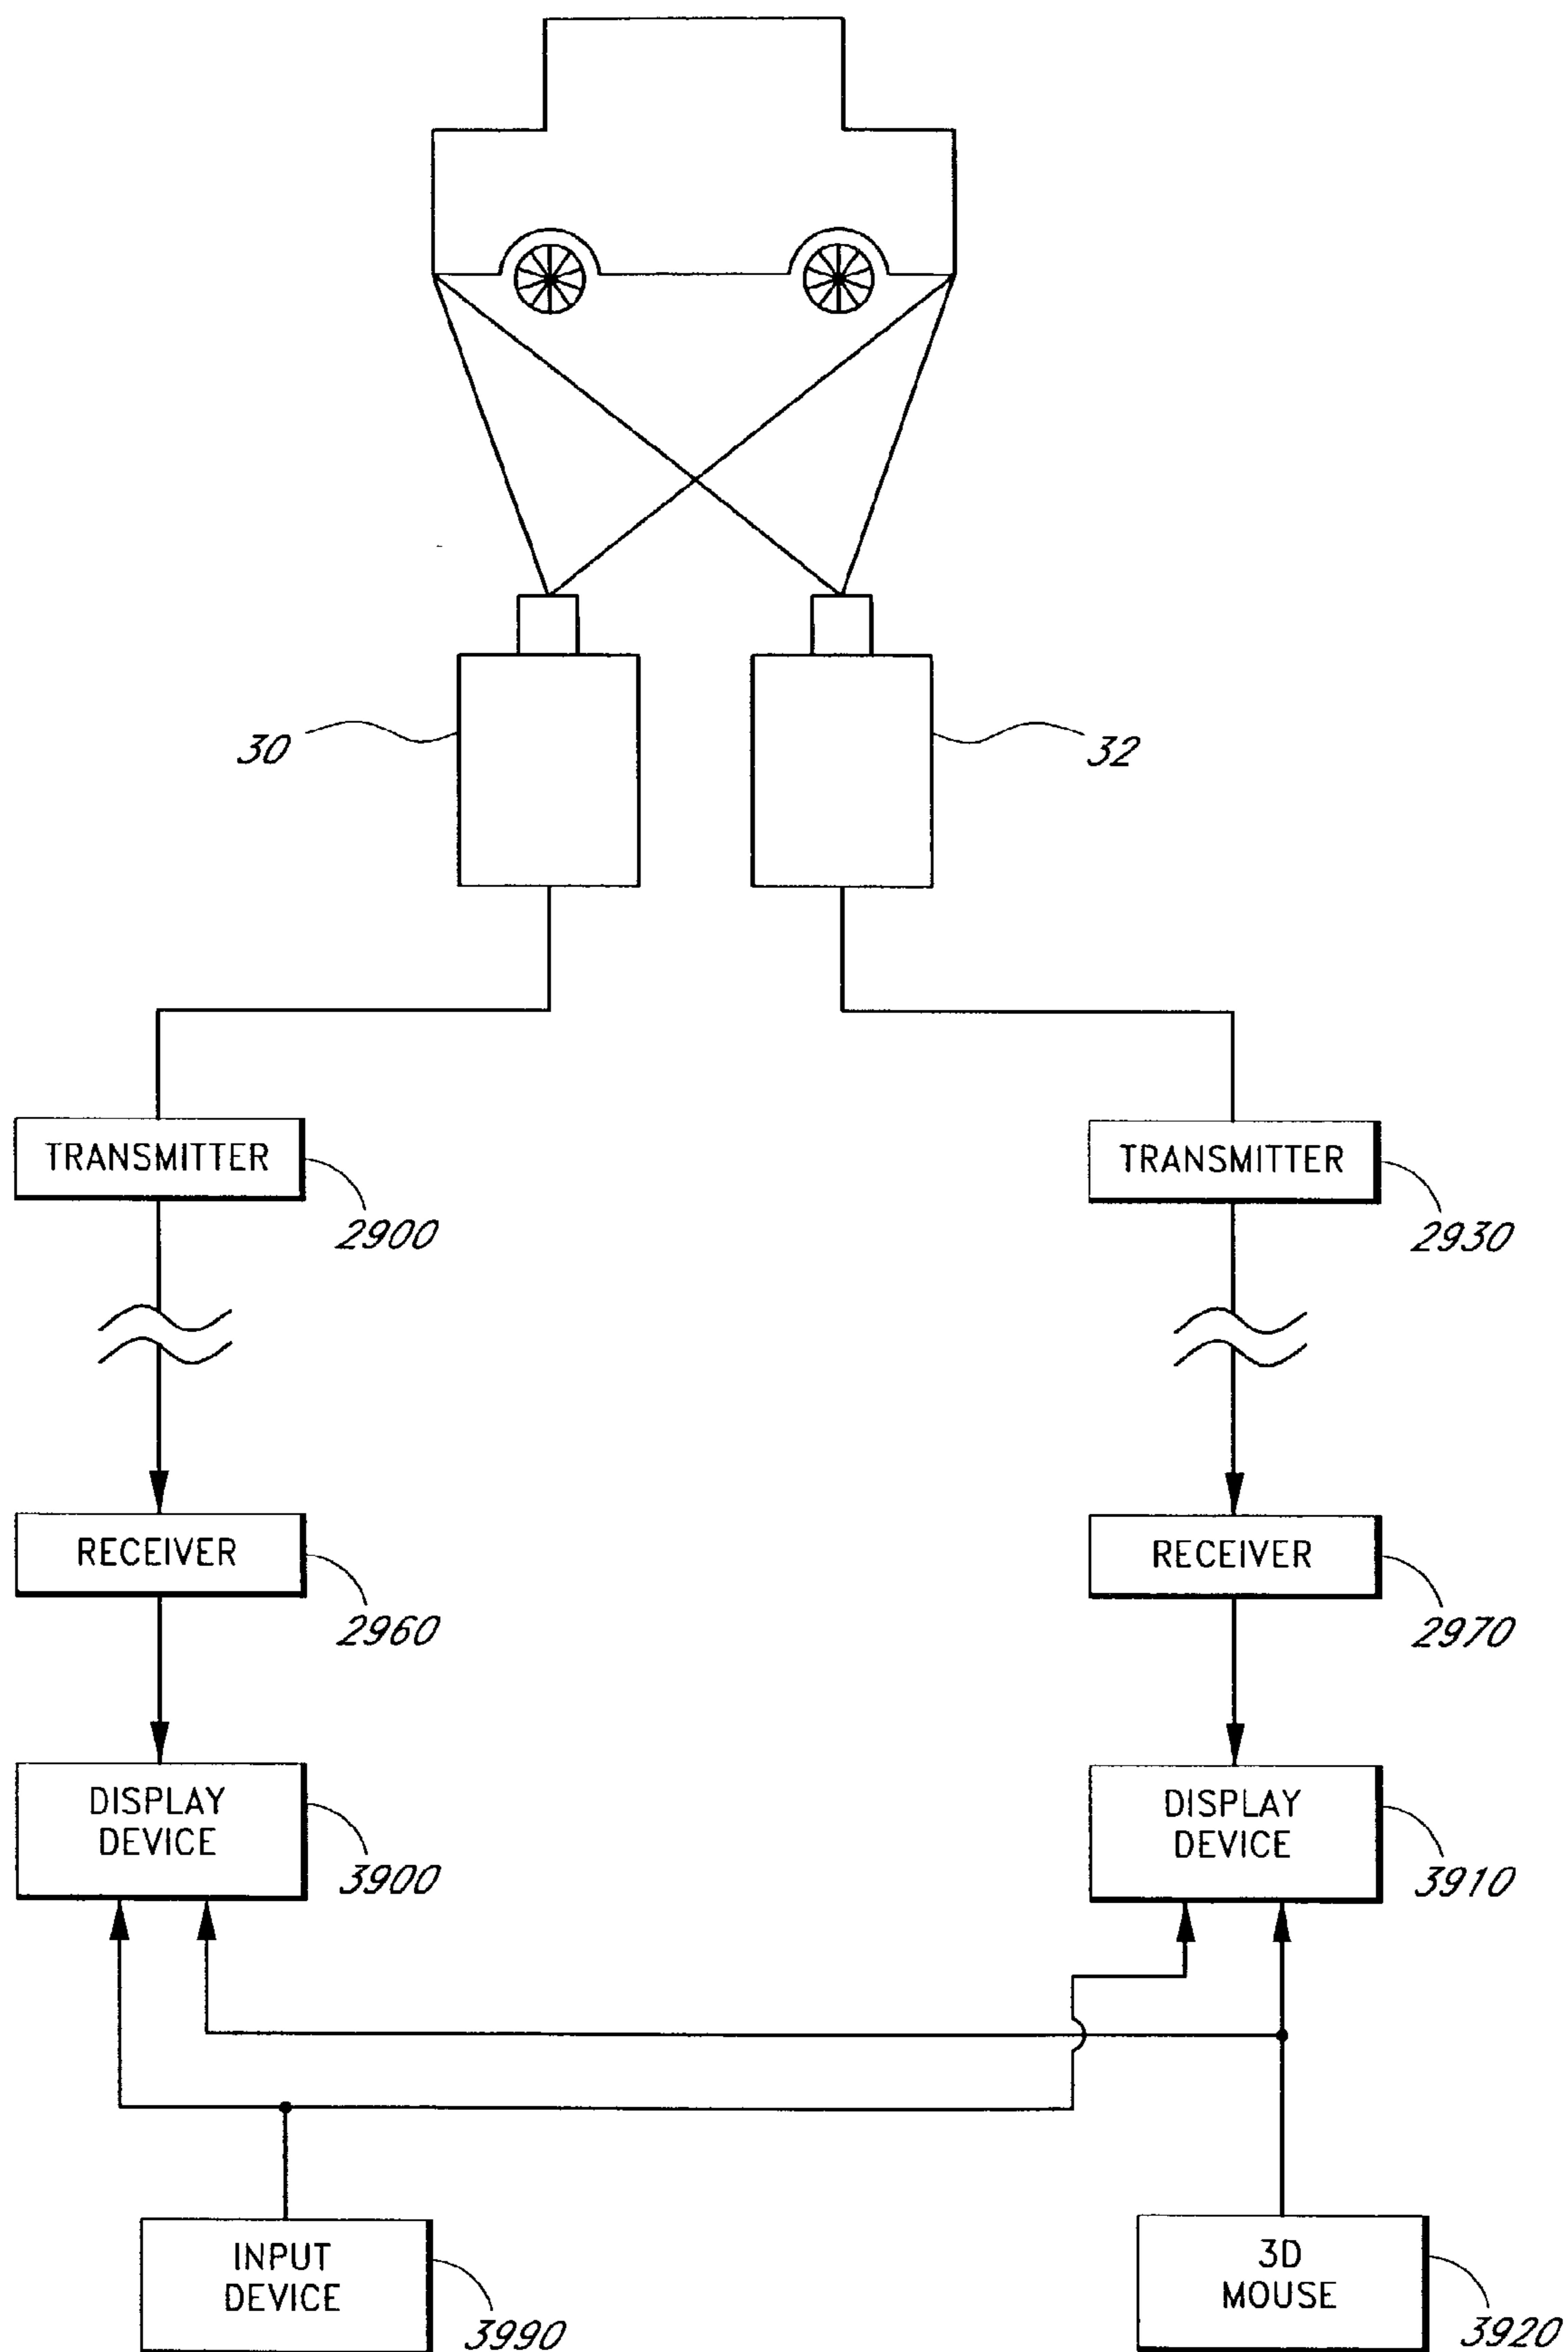 30
32
TRANSMITTER
2900
TRANSMITTER
2930
RECEIVER
2960
RECEIVER
2970
DISPLAY
DEVICE
3900
DISPLAY
DEVICE
3910
INPUT
DEVICE
3990
3D
MOUSE
3920